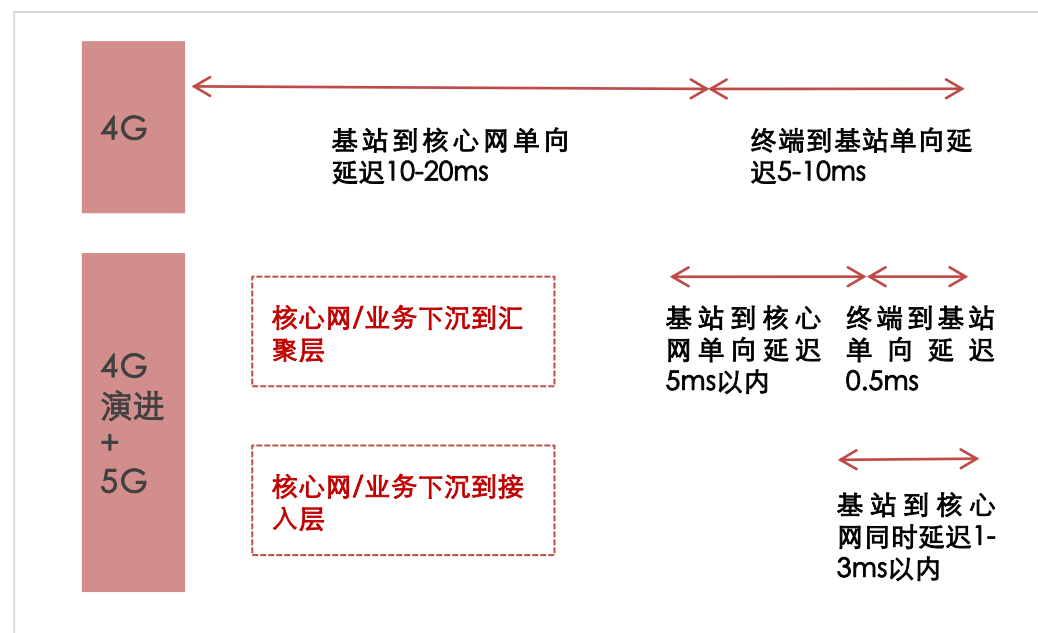 4G
基站到核心网单向
延迟10-20ms
终端到基站单向延
迟5-10ms
4G
演进
+
5G
核心网/业务下沉到汇
聚层
基站到核心
网单向延迟
5ms以内
终端到基站
单向延迟
0.5ms
核心网/业务下沉到接
入层
基站到核心
网同时延迟1-
3ms以内